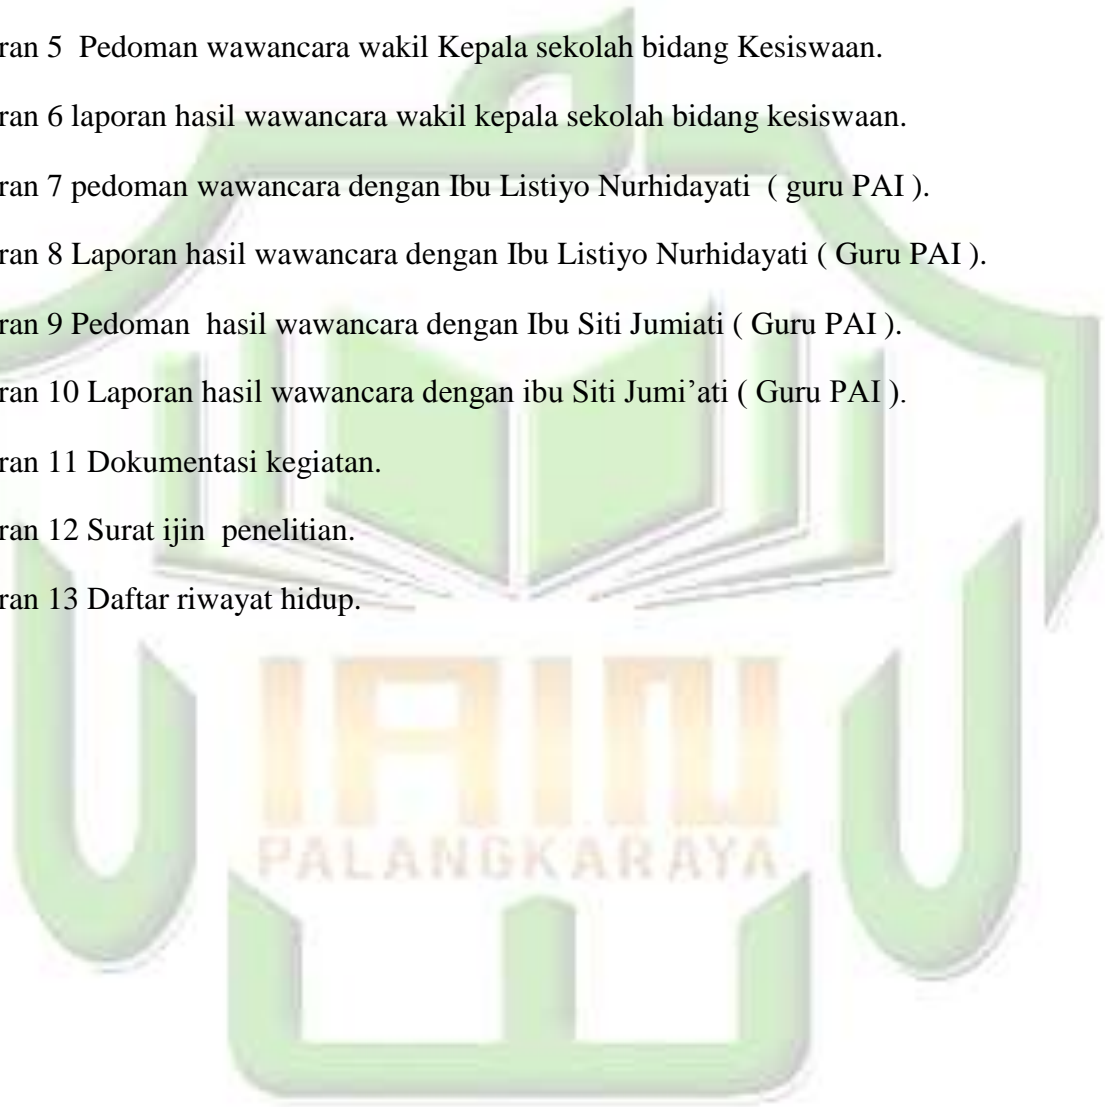 ran 5 Pedoman wawancara wakil Kepala sekolah bidang Kesiswaan.
ran 6 laporan hasil wawancara wakil kepala sekolah bidang kesiswaan.
ran 7 pedoman wawancara dengan Ibu Listiyo Nurhidayati ( guru PAI ).
ran 8 Laporan hasil wawancara dengan Ibu Listiyo Nurhidayati ( Guru PAI ).
ran 9 Pedoman hasil wawancara dengan Ibu Siti Jumiati ( Guru PAI ).
ran 10 Laporan hasil wawancara dengan ibu Siti Jumi’ati ( Guru PAI ).
ran 11 Dokumentasi kegiatan.
ran 12 Surat ijin penelitian.
ran 13 Daftar riwayat hidup.
IAIN
PALANGKARAYA